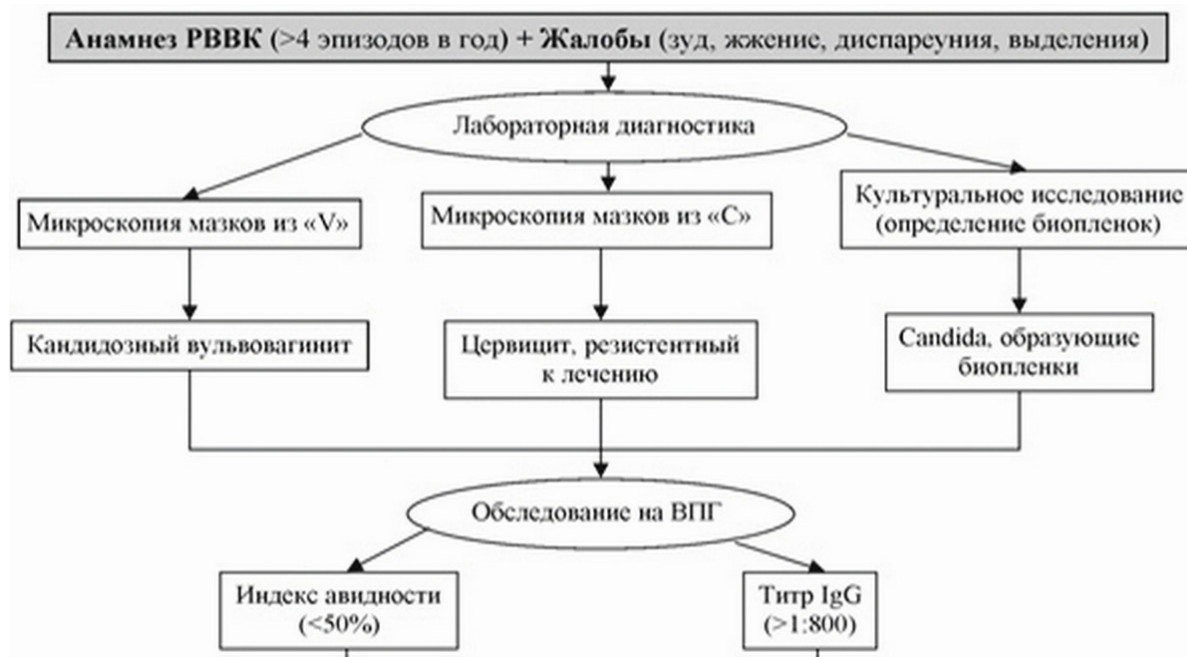 Анамнез РВВК (>4 эпизодов в год) + Жалобы (зуд, жжение, диспареуния, выделения)
Лабораторная диагностика
Микроскопия мазков из «V»
Микроскопия мазков из «С»
Культуральное исследование
(определение биопленок)
Кандидозный вульвовагинит
Цервицит, резистентный
к лечению
Candida, образующие
биопленки
Обследование на ВПГ
Индекс авидности
(<50%)
Титр IgG
(>1:800)